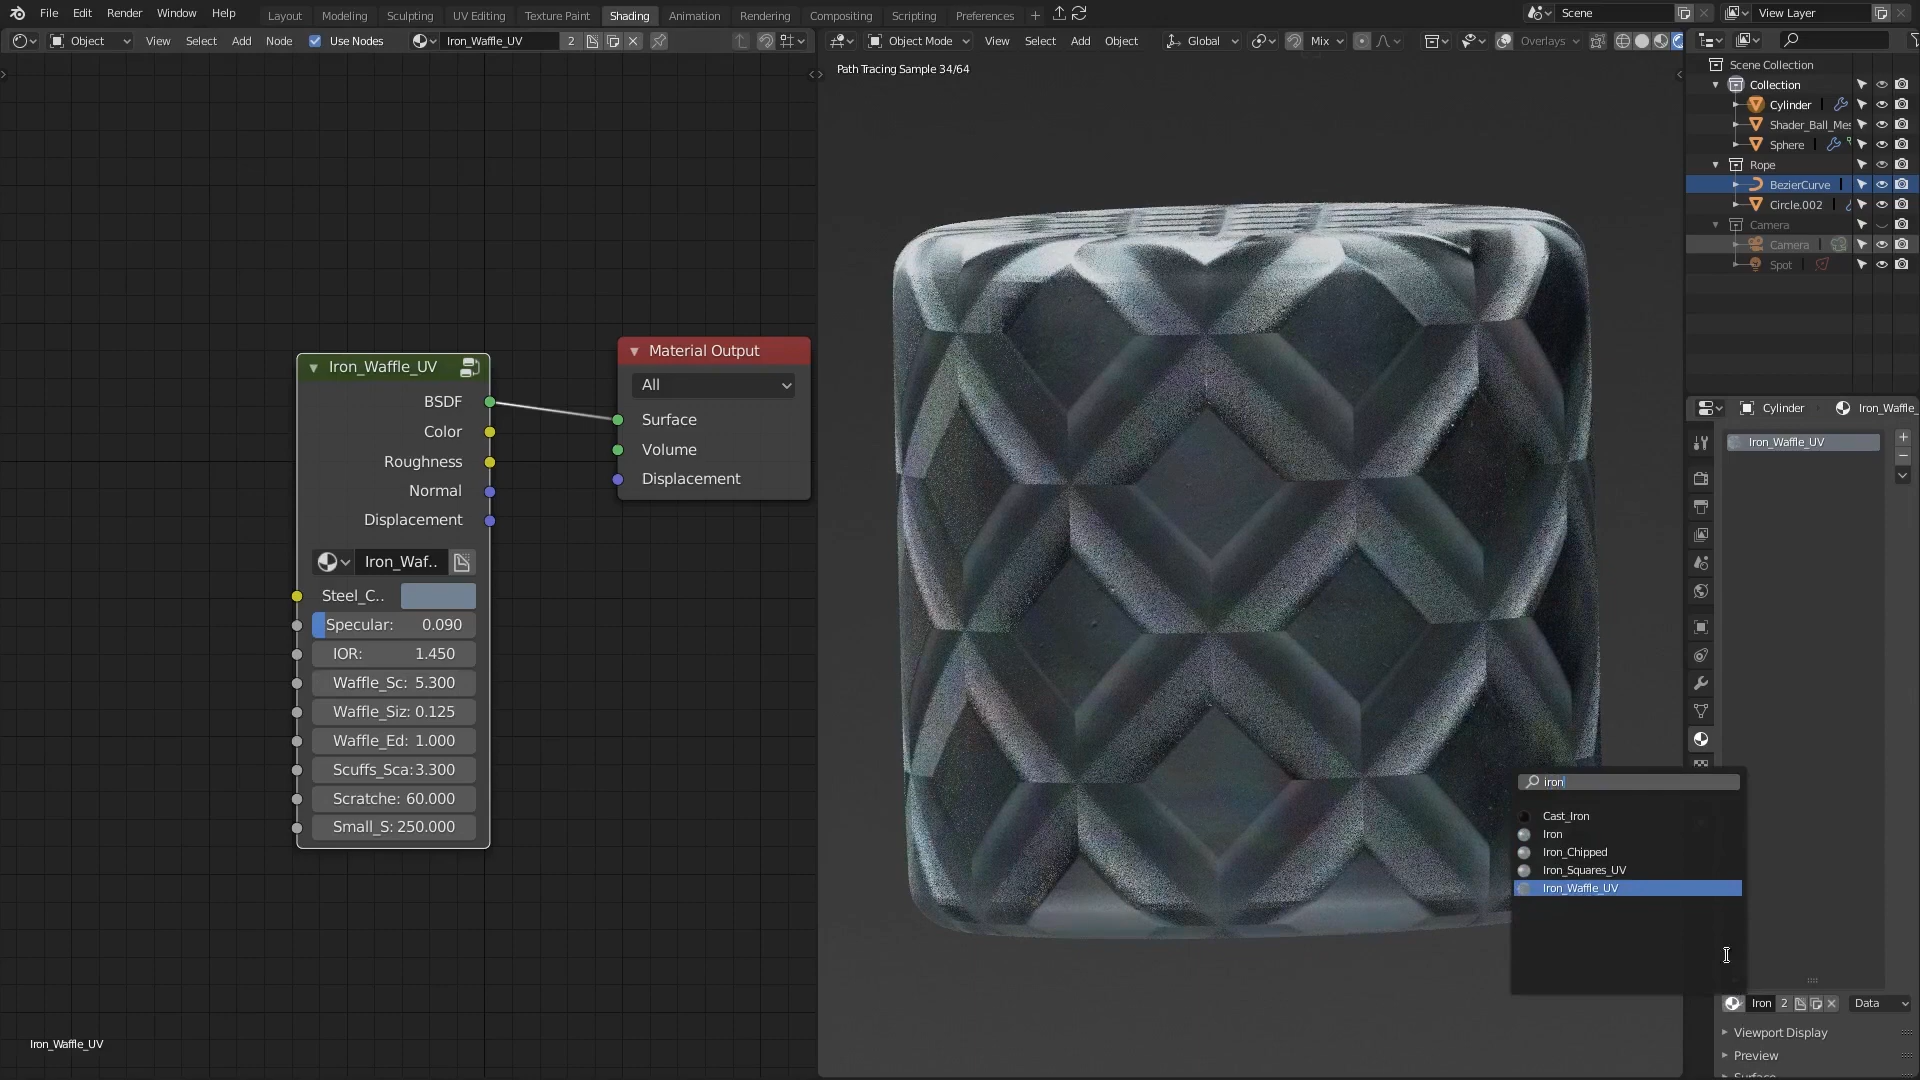 File Edit Render Window Help
Layout Modeling Sculpting UV Editing Texture Paint Shading Animation Rendering Compositing Scripting Preferences
Scene
View Layer
Object View Select Add Node Use Nodes Iron_Waffle_UV 2
Object Mode View Select Add Object Global Mix Overlays
Path Tracing Sample 34/64
Scene Collection
Collection
Cylinder
Shader_Ball_Me
Sphere
Rope
BezierCurve
Circle.002
Camera
Camera
Spot
Iron_Waffle_UV
BSDF
Color
Roughness
Normal
Displacement
Iron_Waf..
Steel_C..
Specular: 0.090
IOR: 1.450
Waffle_Sc: 5.300
Waffle_Siz: 0.125
Waffle_Ed: 1.000
Scuffs_Sca: 3.300
Scratche: 60.000
Small_S: 250.000
Material Output
All
Surface
Volume
Displacement
Cylinder Iron_Waffle_
Iron_Waffle_UV
iron
Cast_Iron
Iron
Iron_Chipped
Iron_Squares_UV
Iron_Waffle_UV
Iron 2 Data
Viewport Display
Preview
Iron_Waffle_UV